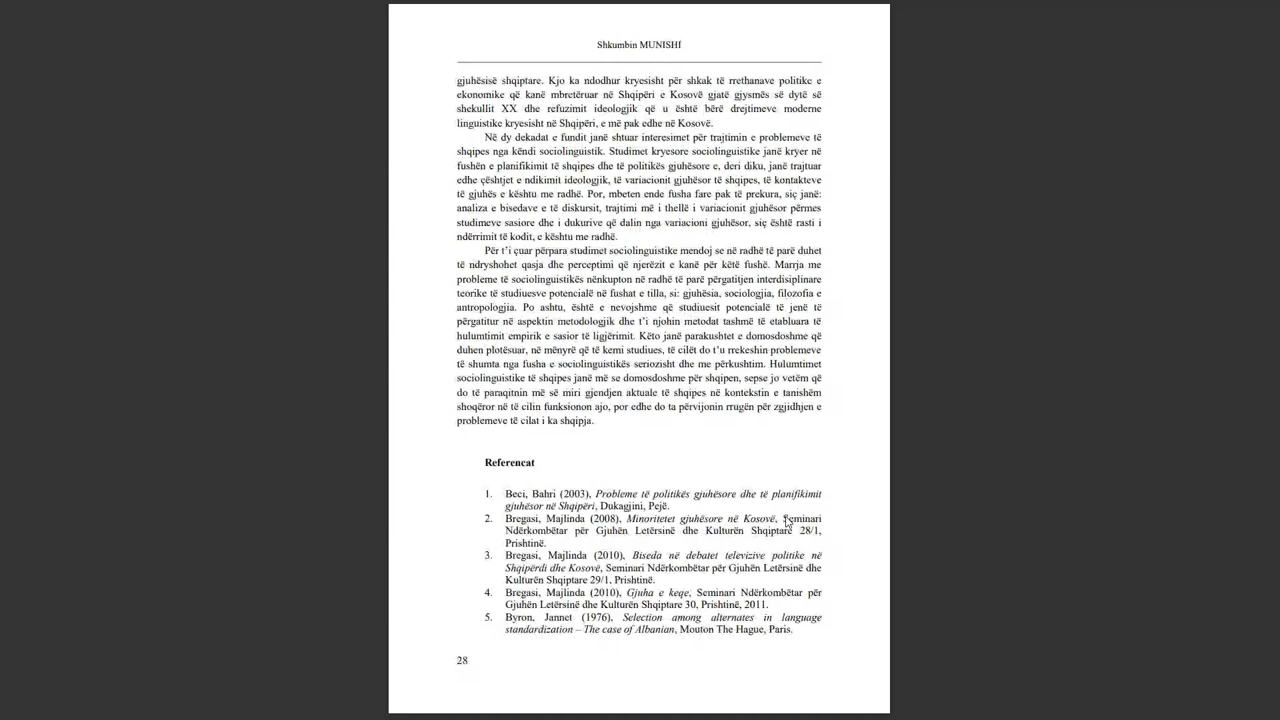 Shkumbin MUNISHI
gjuhësisë shqiptare. Kjo ka ndodhur kryesisht për shkak të rrethanave politike e
ekonomike që kanë mbretëruar në Shqipëri e Kosovë gjatë gjysmës së dytë së
shekullit XX dhe refuzimit ideologjik që u është bërë drejtimeve moderne
linguistike kryesisht në Shqipëri, e më pak edhe në Kosovë.
Në dy dekadat e fundit janë shtuar interesimet për trajtimin e problemeve të
shqipes nga këndi sociolinguistik. Studimet kryesore sociolinguistike janë kryer në
fushën e planifikimit të shqipes dhe të politikës gjuhësore e, deri diku, janë trajtuar
edhe çështjet e ndikimit ideologjik, të variacionit gjuhësor të shqipes, të kontakteve
të gjuhës e kështu me radhë. Por, mbeten ende fusha fare pak të prekura, siç janë:
analiza e bisedave e të diskursit, trajtimi më i thellë i variacionit gjuhësor përmes
studimeve sasiore dhe i dukurive që dalin nga variacioni gjuhësor, siç është rasti i
ndërrimit të kodit, e kështu me radhë.
Për t’i çuar përpara studimet sociolinguistike mendoj se në radhë të parë duhet
të ndryshohet qasja dhe perceptimi që njerëzit e kanë për këtë fushë. Marrja me
probleme të sociolinguistikës nënkupton në radhë të parë përgatitjen interdisiplinare
teorike të studiuesve potencialë në fushat e tilla, si: gjuhësia, sociologjia, filozofia e
antropologjia. Po ashtu, është e nevojshme që studiuesit potencialë të jenë të
përgatitur në aspektin metodologjik dhe t’i njohin metodat tashmë të etabluara të
hulumtimit empirik e sasior të ligjërimit. Këto janë parakushtet e domosdoshme që
duhen plotësuar, në mënyrë që të kemi studiues, të cilët do t’u rrekeshin problemeve
të shumta nga fusha e sociolinguistikës seriozisht dhe me përkushtim. Hulumtimet
sociolinguistike të shqipes janë më se domosdoshme për shqipen, sepse jo vetëm që
do të paraqitnin më së miri gjendjen aktuale të shqipes në kontekstin e tanishëm
shoqëror në të cilin funksionon ajo, por edhe do ta përvijonin rrugën për zgjidhjen e
problemeve të cilat i ka shqipja.
Referencat
1. Beci, Bahri (2003), Probleme të politikës gjuhësore dhe të planifikimit
gjuhësor në Shqipëri, Dukagjini, Pejë.
2. Bregasi, Majlinda (2008), Minoritetet gjuhësore në Kosovë, Seminari
Ndërkombëtar për Gjuhën Letërsinë dhe Kulturën Shqiptare 28/1,
Prishtinë.
3. Bregasi, Majlinda (2010), Biseda në debatet televizive politike në
Shqipërdi dhe Kosovë, Seminari Ndërkombëtar për Gjuhën Letërsinë dhe
Kulturën Shqiptare 29/1, Prishtinë.
4. Bregasi, Majlinda (2010), Gjuha e keqe, Seminari Ndërkombëtar për
Gjuhën Letërsinë dhe Kulturën Shqiptare 30, Prishtinë, 2011.
5. Byron, Jannet (1976), Selection among alternates in language
standardization – The case of Albanian, Mouton The Hague, Paris.
28